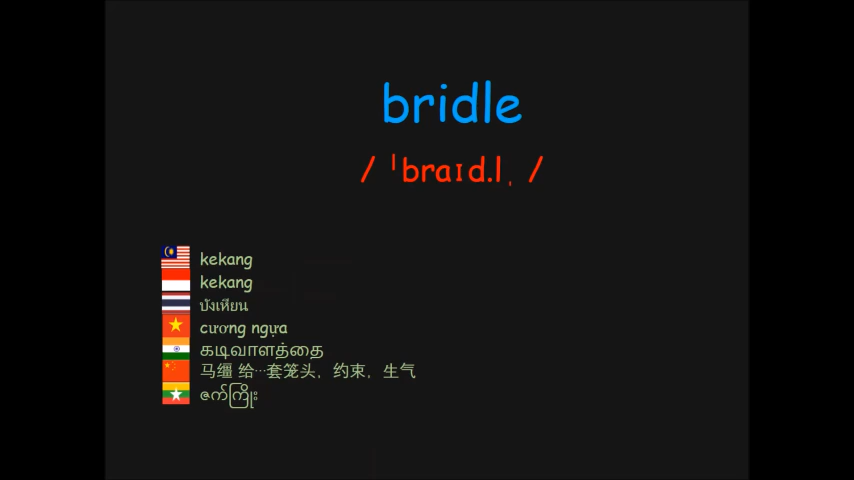 bridle
/ ˈbraɪd.lˌ /
kekang
kekang
บังเหียน
cương ngựa
கடிவாளத்தை
马缰 给···套笼头，约束，生气
ဇက်ကြိုး